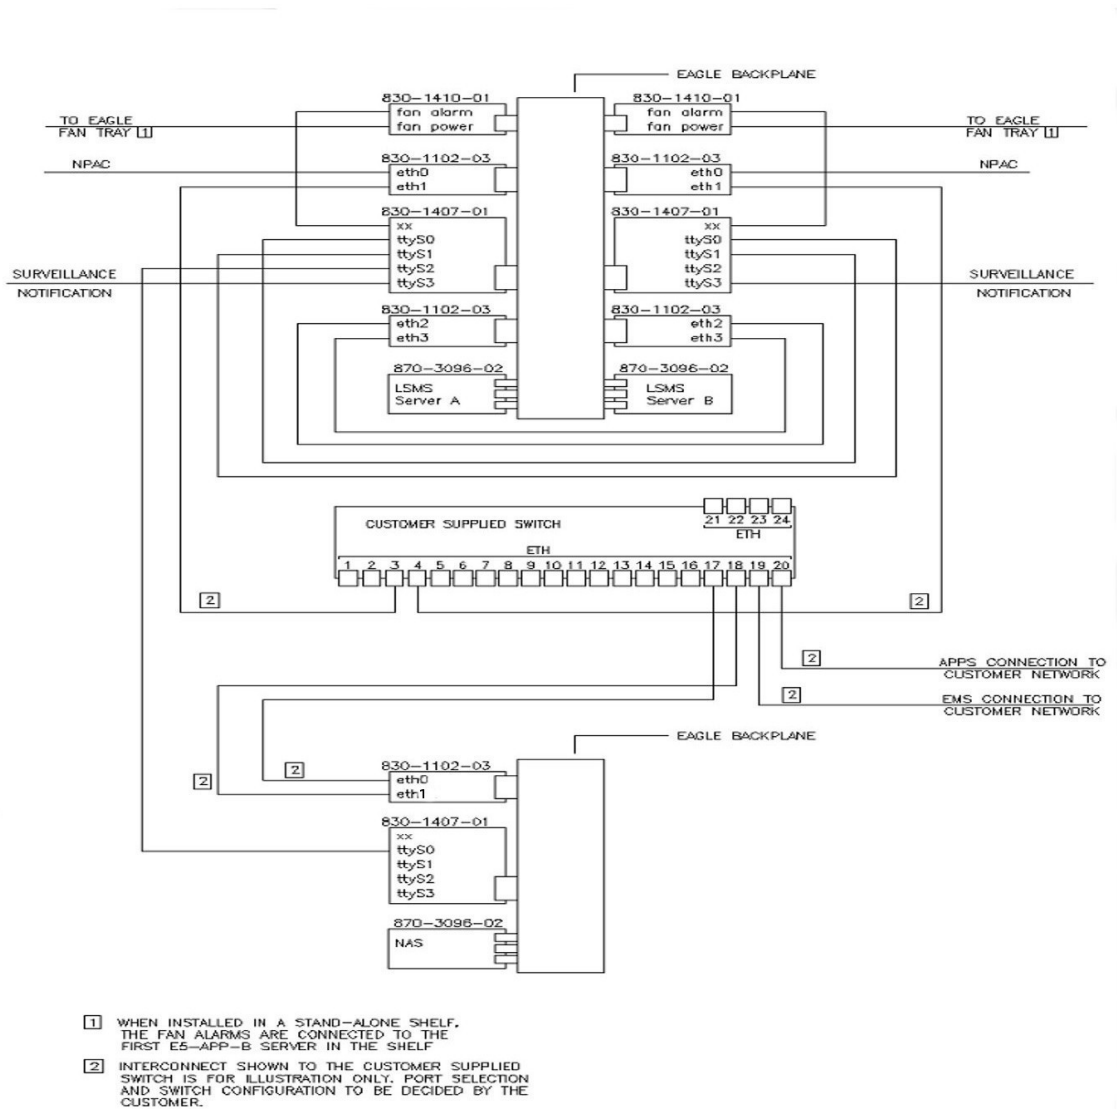 EAGLE BACKPLANE
830-1410-01
830-1410-01
fan alarm
fan power
fan alarm
fan power
TO EAGLE
FAN TRAY 1
TO EAGLE
FAN TRAY 1
830-1102-03
830-1102-03
NPAC
eth0
eth1
eth0
eth1
NPAC
830-1407-01
830-1407-01
xx
ttyS0
ttyS1
ttyS2
ttyS3
xx
ttyS0
ttyS1
ttyS2
ttyS3
SURVEILLANCE
NOTIFICATION
SURVEILLANCE
NOTIFICATION
830-1102-03
830-1102-03
eth2
eth3
eth2
eth3
870-3096-02
870-3096-02
LSMS
Server A
LSMS
Server B
21 22 23 24
ETH
CUSTOMER SUPPLIED SWITCH
ETH
1 2 3 4 5 6 7 8 9 10 11 12 13 14 15 16 17 18 19 20
2
2
2
APPS CONNECTION TO
CUSTOMER NETWORK
2
EMS CONNECTION TO
CUSTOMER NETWORK
EAGLE BACKPLANE
830-1102-03
2
2
eth0
eth1
830-1407-01
xx
ttyS0
ttyS1
ttyS2
ttyS3
870-3096-02
NAS
1 WHEN INSTALLED IN A STAND-ALONE SHELF,
THE FAN ALARMS ARE CONNECTED TO THE
FIRST E5-APP-B SERVER IN THE SHELF
2 INTERCONNECT SHOWN TO THE CUSTOMER SUPPLIED
SWITCH IS FOR ILLUSTRATION ONLY. PORT SELECTION
AND SWITCH CONFIGURATION TO BE DECIDED BY THE
CUSTOMER.